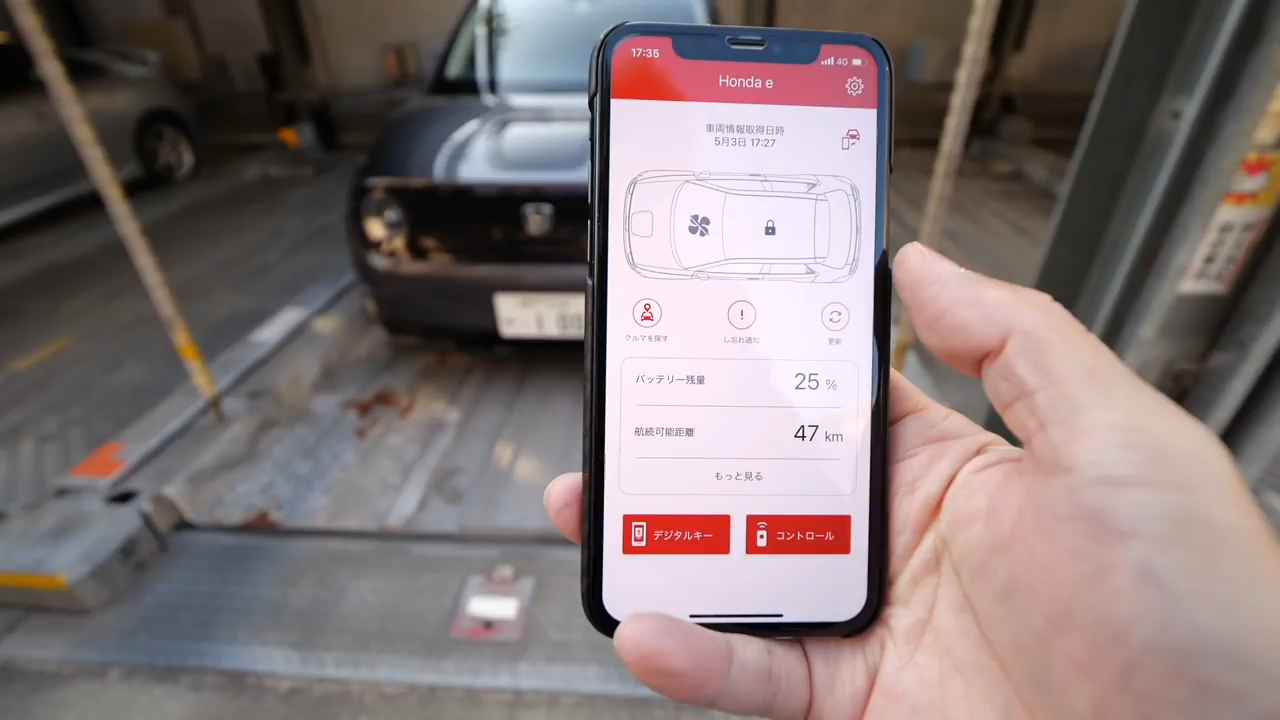 17:35
4G
Honda e
車両情報取得日時
5月3日 17:27
クルマを探す
し忘れ通知
更新
バッテリー残量
25 %
航続可能距離
47 km
もっと見る
デジタルキー
コントロール